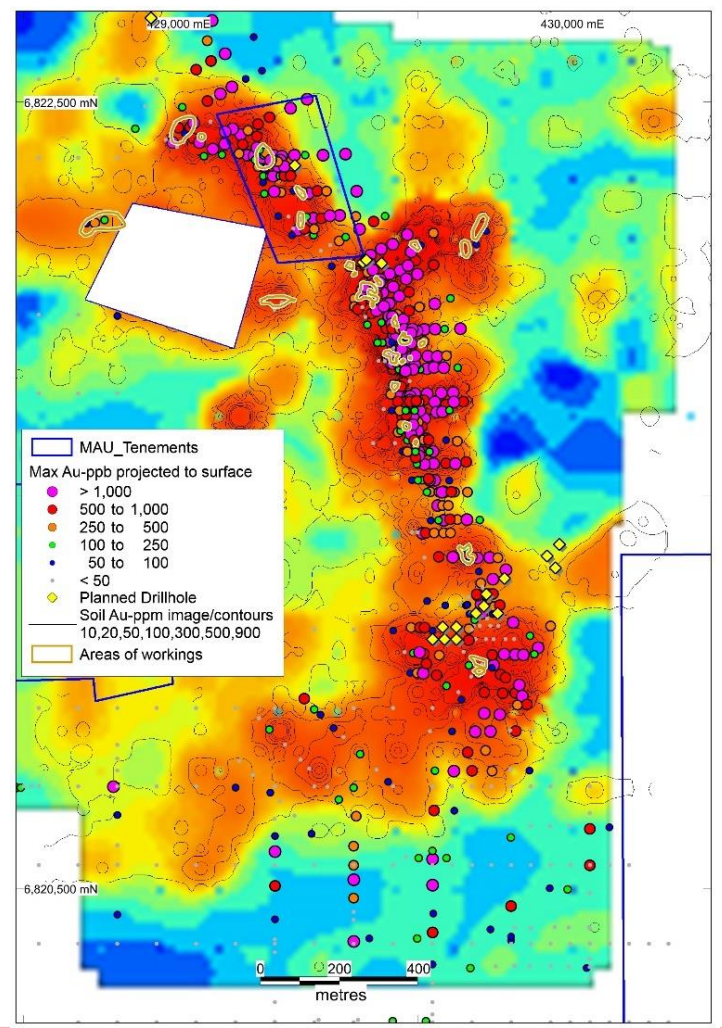 429,000 mE
430,000 mE
6,822,500 mN
MAU_Tenements
Max Au-ppb projected to surface
> 1,000
500 to 1,000
250 to 500
100 to 250
50 to 100
< 50
Planned Drillhole
Soil Au-ppm image/contours
10,20,50,100,300,500,900
Areas of workings
6,820,500 mN
0 200 400
metres